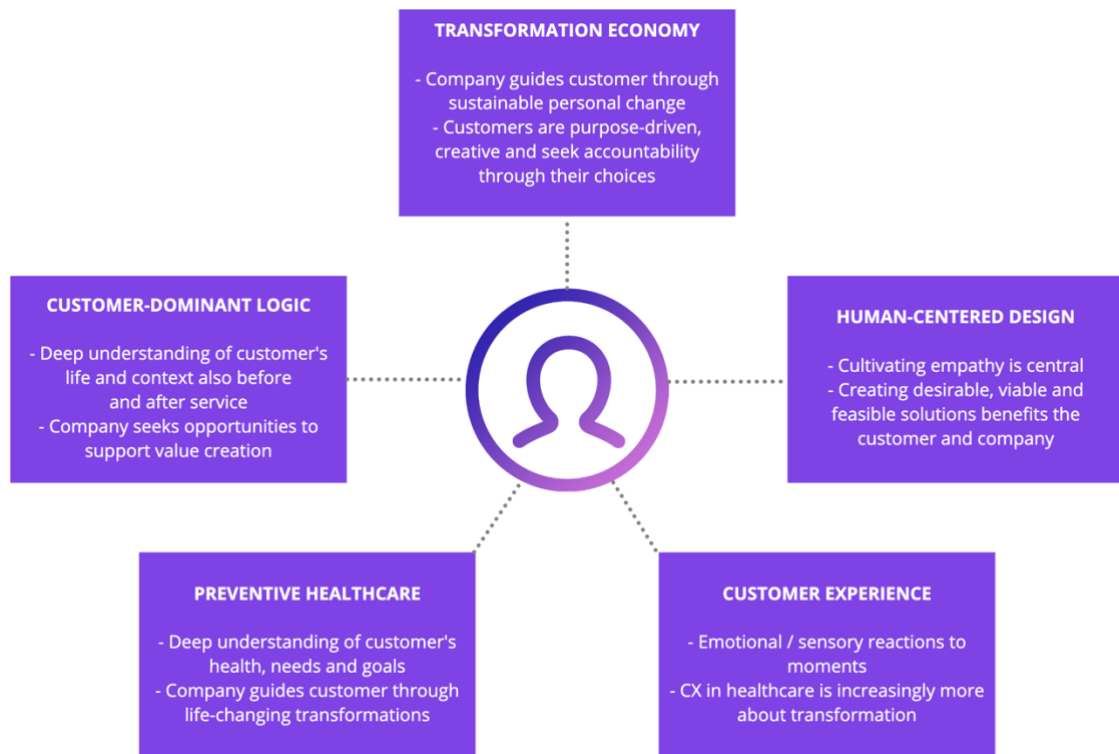 TRANSFORMATION ECONOMY
- Company guides customer through
sustainable personal change
- Customers are purpose-driven,
creative and seek accountability
through their choices
CUSTOMER-DOMINANT LOGIC
- Deep understanding of customer's
life and context also before
and after service
- Company seeks opportunities to
support value creation
HUMAN-CENTERED DESIGN
- Cultivating empathy is central
- Creating desirable, viable and
feasible solutions benefits the
customer and company
PREVENTIVE HEALTHCARE
- Deep understanding of customer's
health, needs and goals
- Company guides customer through
life-changing transformations
CUSTOMER EXPERIENCE
- Emotional / sensory reactions to
moments
- CX in healthcare is increasingly more
about transformation